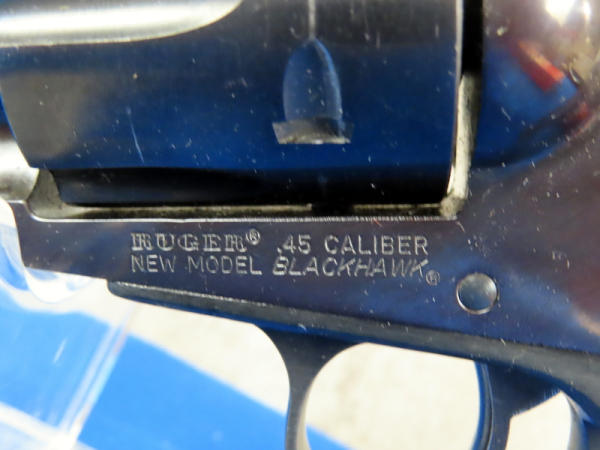 RUGER® .45 CALIBER
NEW MODEL BLACKHAWK®